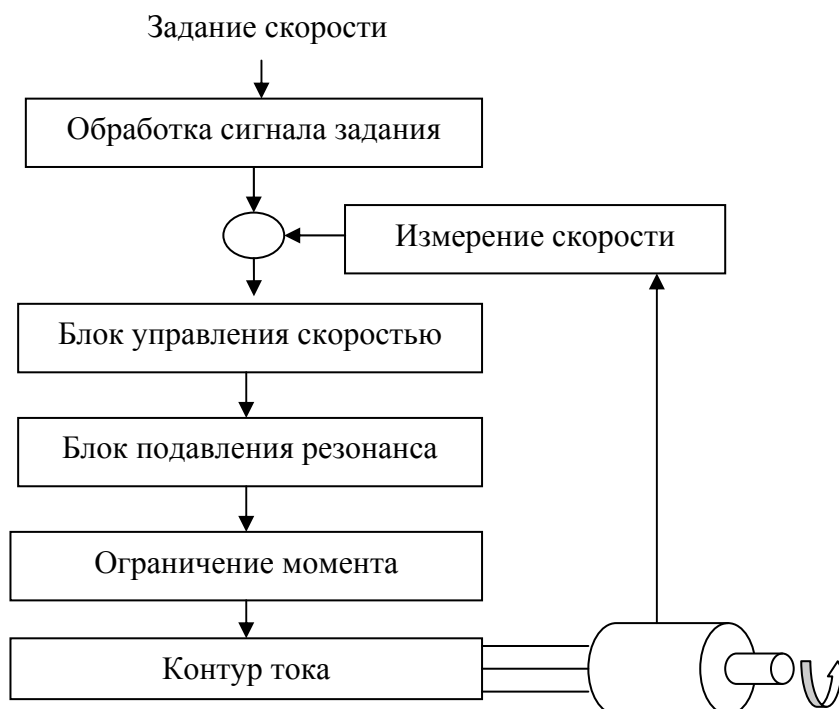 Задание скорости
Обработка сигнала задания
Измерение скорости
Блок управления скоростью
Блок подавления резонанса
Ограничение момента
Контур тока